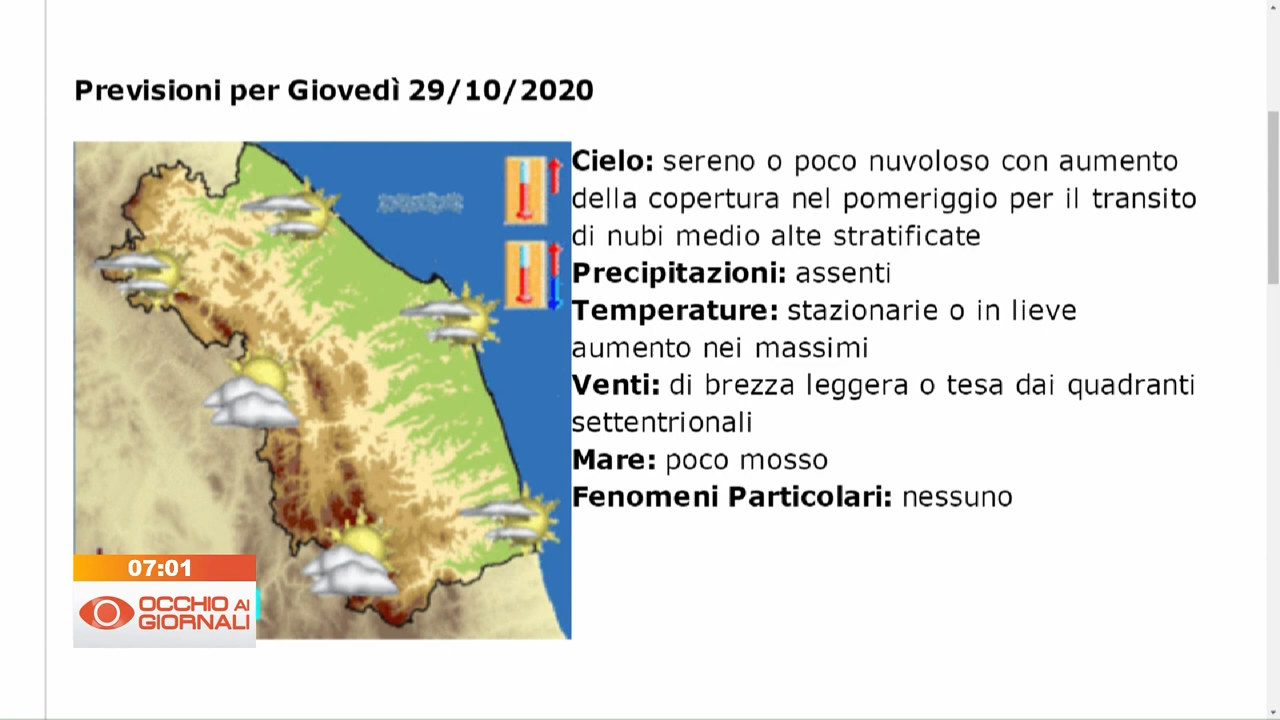 Previsioni per Giovedì 29/10/2020
Cielo: sereno o poco nuvoloso con aumento
della copertura nel pomeriggio per il transito
di nubi medio alte stratificate
Precipitazioni: assenti
Temperature: stazionarie o in lieve
aumento nei massimi
Venti: di brezza leggera o tesa dai quadranti
settentrionali
Mare: poco mosso
Fenomeni Particolari: nessuno
07:01
OCCHIO AI
GIORNALI